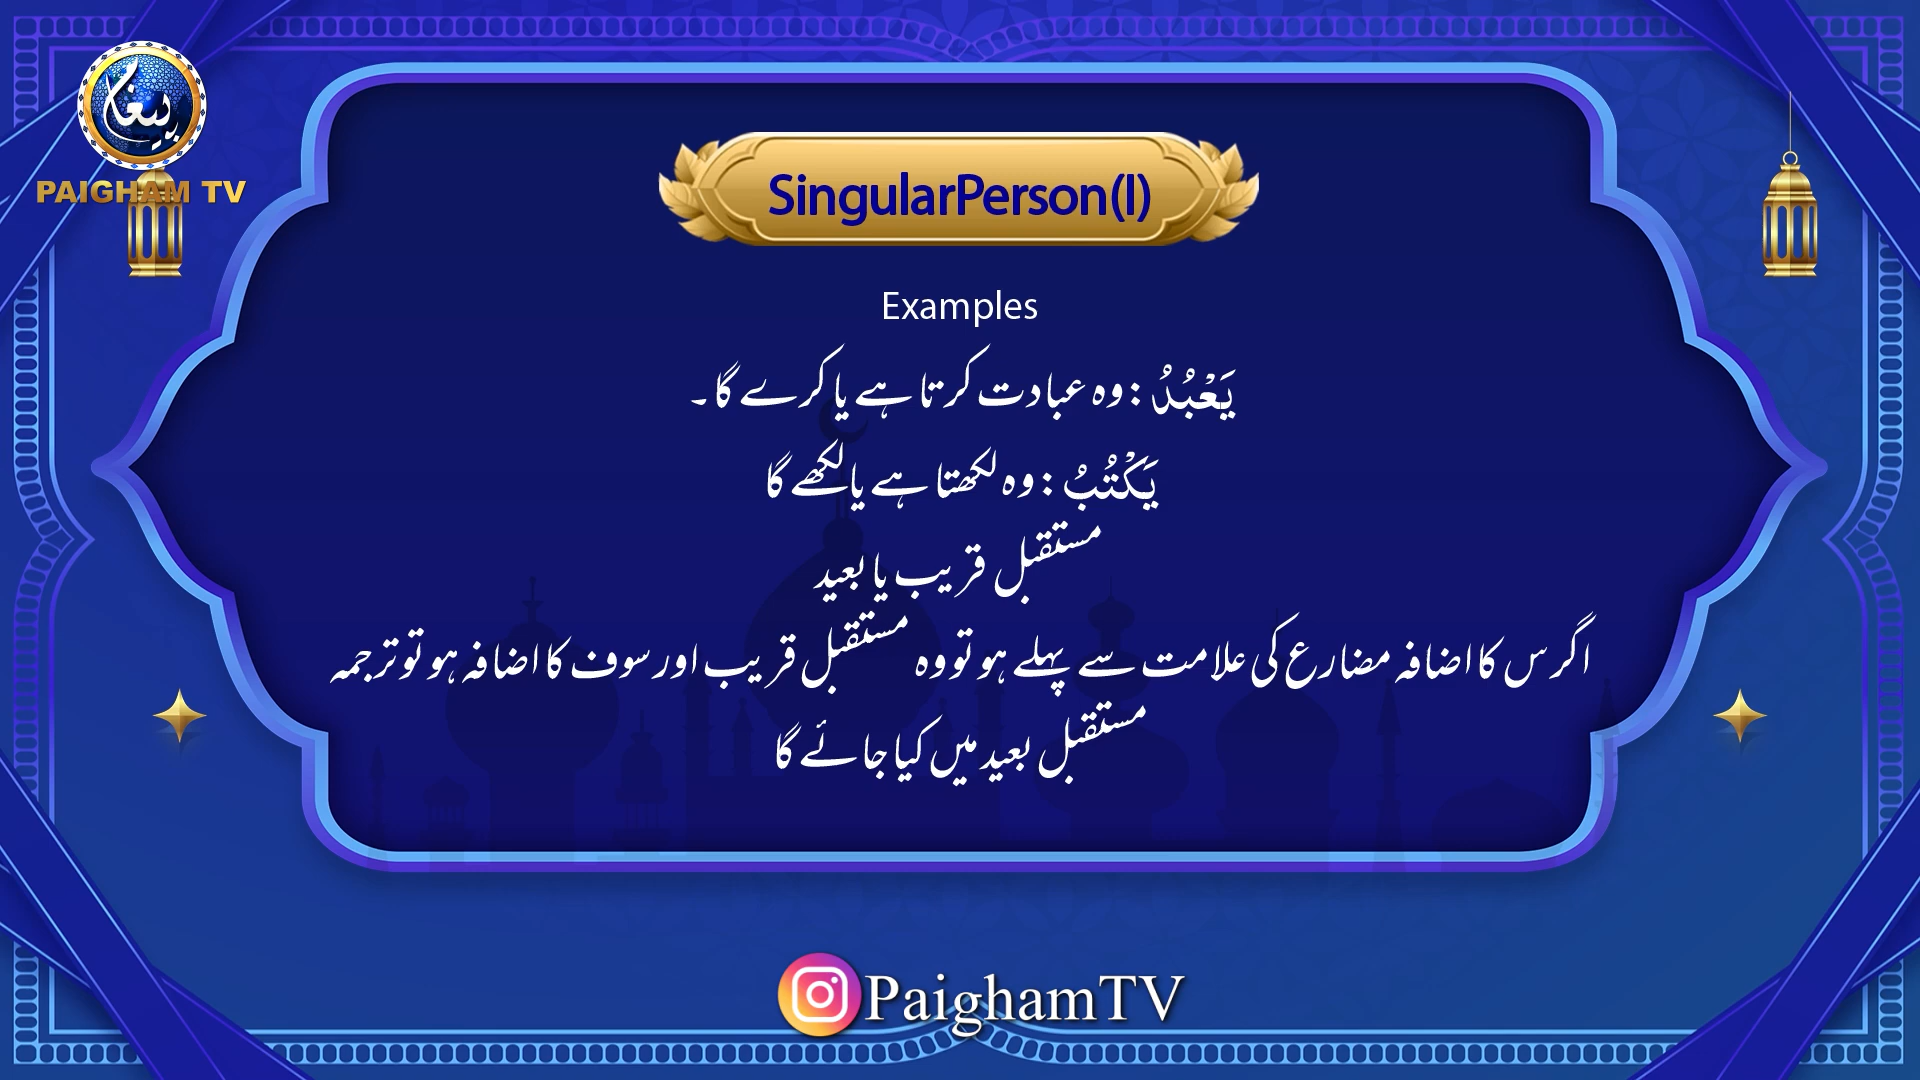 پیغام
PAIGHAM TV
SingularPerson(I)
Examples
يَعْبُدُ : وہ عبادت کرتا ہے یا کرے گا ۔
يَكْتُبُ : وہ لکھتا ہے یا لکھے گا
مستقبل قریب یا بعید
اگر س کا اضافہ مضارع کی علامت سے پہلے ہو تو وہ مستقبل قریب اور سوف کا اضافہ ہو تو ترجمہ
مستقبل بعید میں کیا جائے گا
PaighamTV